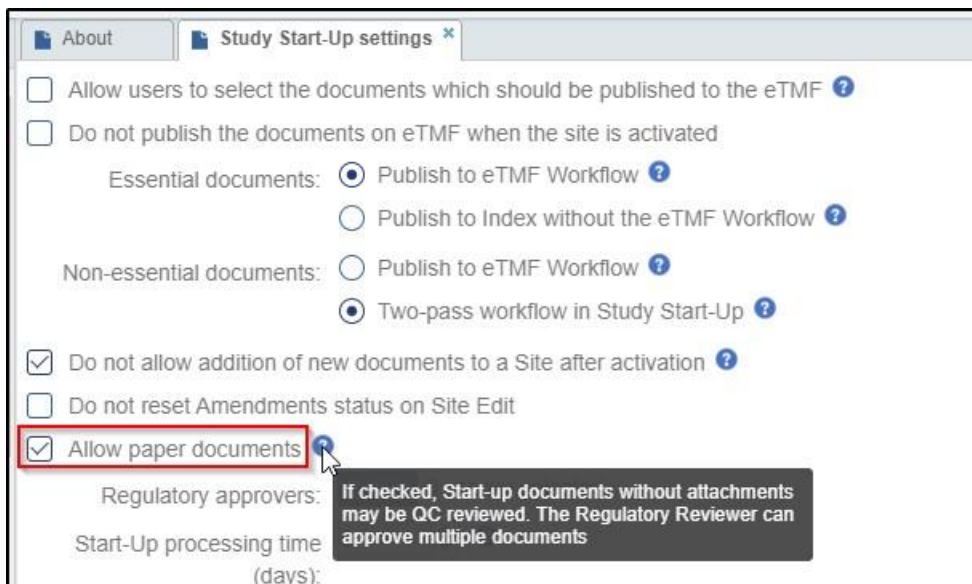 About
Study Start-Up settings
Allow users to select the documents which should be published to the eTMF ?
Do not publish the documents on eTMF when the site is activated
Essential documents: Publish to eTMF Workflow ?
Publish to Index without the eTMF Workflow ?
Non-essential documents: Publish to eTMF Workflow ?
Two-pass workflow in Study Start-Up ?
Do not allow addition of new documents to a Site after activation ?
Do not reset Amendments status on Site Edit
Allow paper documents ?
Regulatory approvers:
If checked, Start-up documents without attachments
may be QC reviewed. The Regulatory Reviewer can
approve multiple documents
Start-Up processing time
(days):